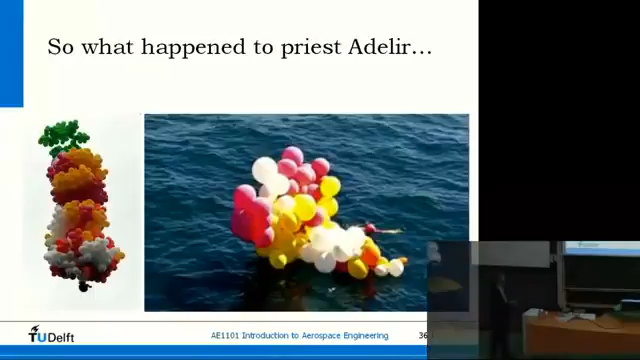 So what happened to priest Adelir...
TUDelft
AE1101 Introduction to Aerospace Engineering
36